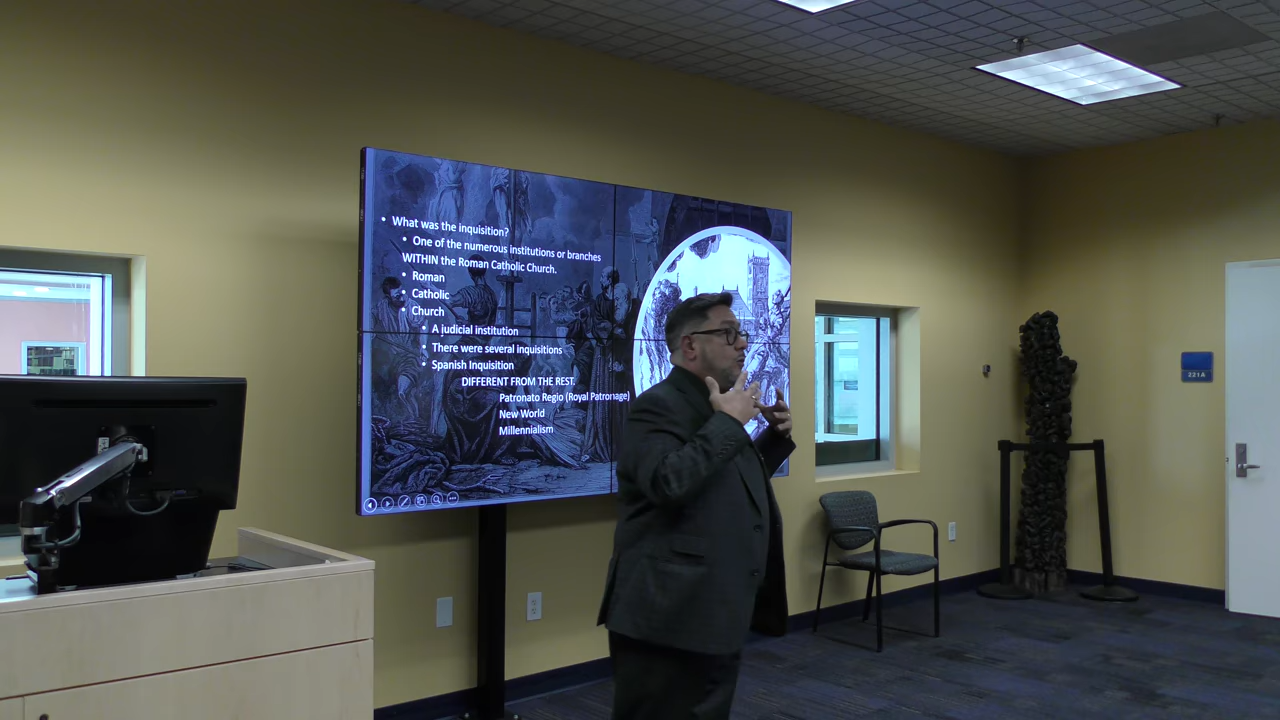 • What was the inquisition?
• One of the numerous institutions or branches
WITHIN the Roman Catholic Church.
• Roman
• Catholic
• Church
• A judicial institution
• There were several inquisitions
• Spanish Inquisition
DIFFERENT FROM THE REST.
Patronato Regio (Royal Patronage)
New World
Millennialism
221A